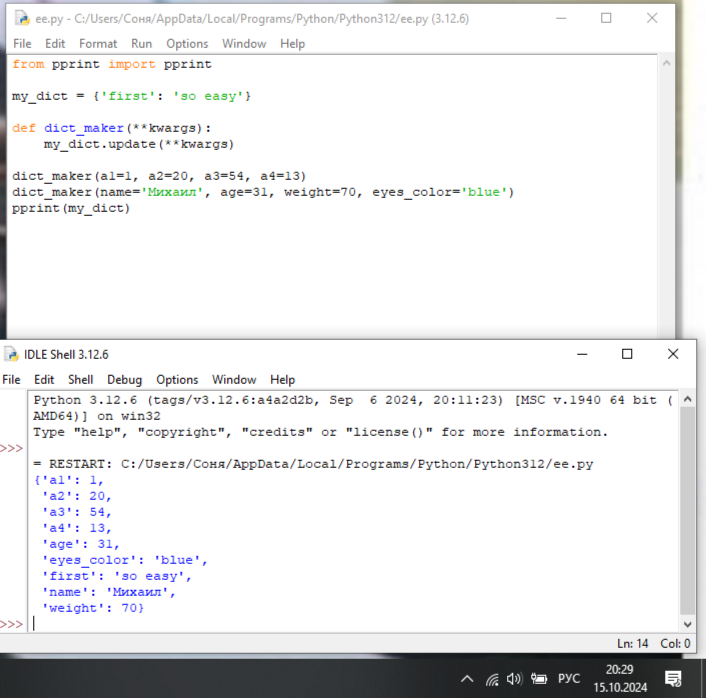 ee.py - C:/Users/Соня/AppData/Local/Programs/Python/Python312/ee.py (3.12.6)
File Edit Format Run Options Window Help
from pprint import pprint
my_dict = {'first': 'so easy'}
def dict_maker(**kwargs):
    my_dict.update(**kwargs)
dict_maker(a1=1, a2=20, a3=54, a4=13)
dict_maker(name='Михаил', age=31, weight=70, eyes_color='blue')
pprint(my_dict)
IDLE Shell 3.12.6
File Edit Shell Debug Options Window Help
Python 3.12.6 (tags/v3.12.6:a4a2d2b, Sep  6 2024, 20:11:23) [MSC v.1940 64 bit (
AMD64)] on win32
Type "help", "copyright", "credits" or "license()" for more information.
>>>
= RESTART: C:/Users/Соня/AppData/Local/Programs/Python/Python312/ee.py
{'a1': 1,
 'a2': 20,
 'a3': 54,
 'a4': 13,
 'age': 31,
 'eyes_color': 'blue',
 'first': 'so easy',
 'name': 'Михаил',
 'weight': 70}
>>>
Ln: 14 Col: 0
РУС
20:29
15.10.2024